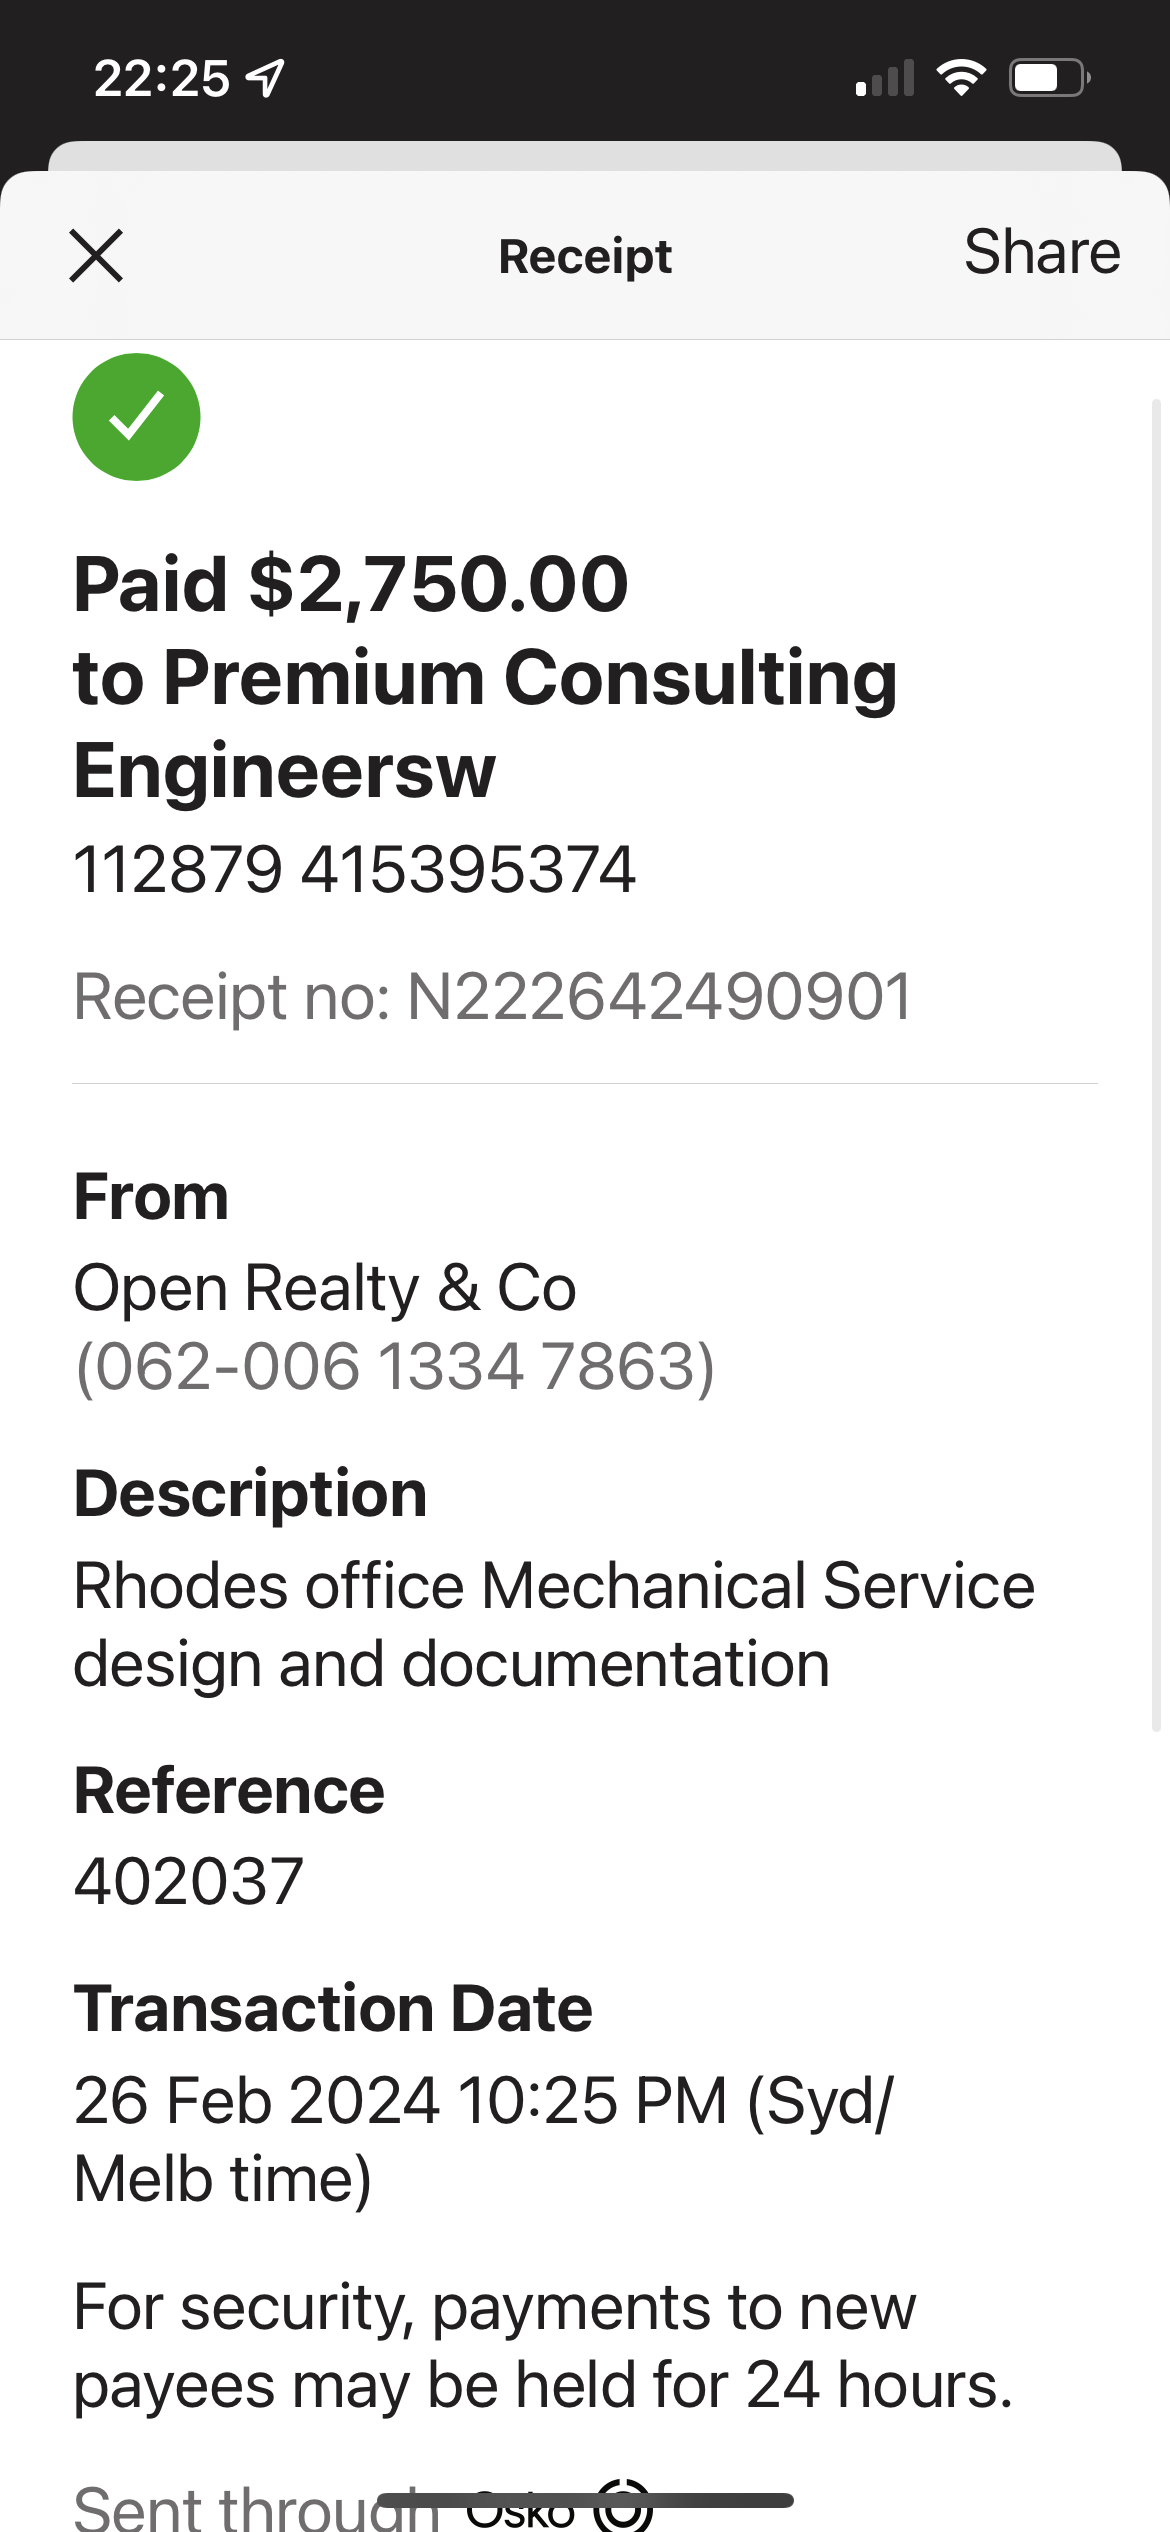 22:25
Receipt
Share
Paid $2,750.00
to Premium Consulting
Engineersw
112879 415395374
Receipt no: N222642490901
From
Open Realty & Co
(062-006 1334 7863)
Description
Rhodes office Mechanical Service
design and documentation
Reference
402037
Transaction Date
26 Feb 2024 10:25 PM (Syd/
Melb time)
For security, payments to new
payees may be held for 24 hours.
Sent through Osko